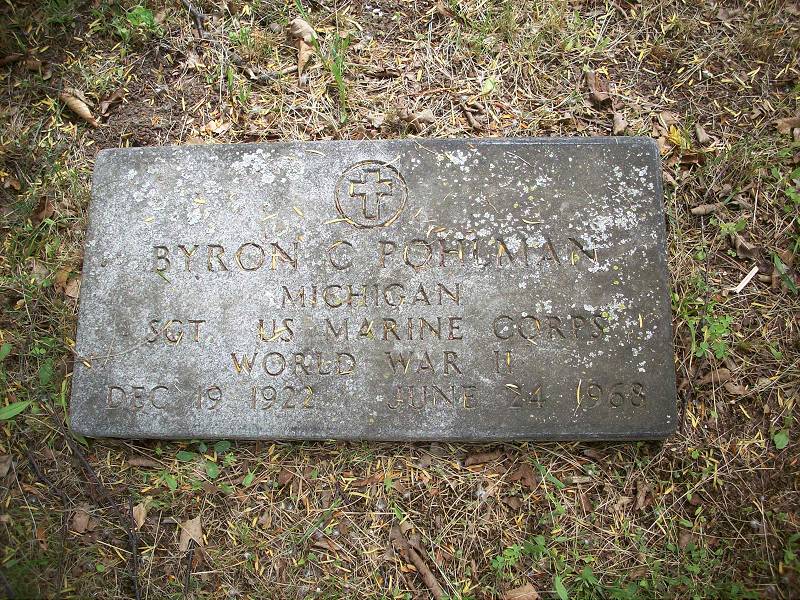 BYRON C POHLMAN
MICHIGAN
SGT US MARINE CORPS
WORLD WAR II
DEC 19 1922 JUNE 24 1968